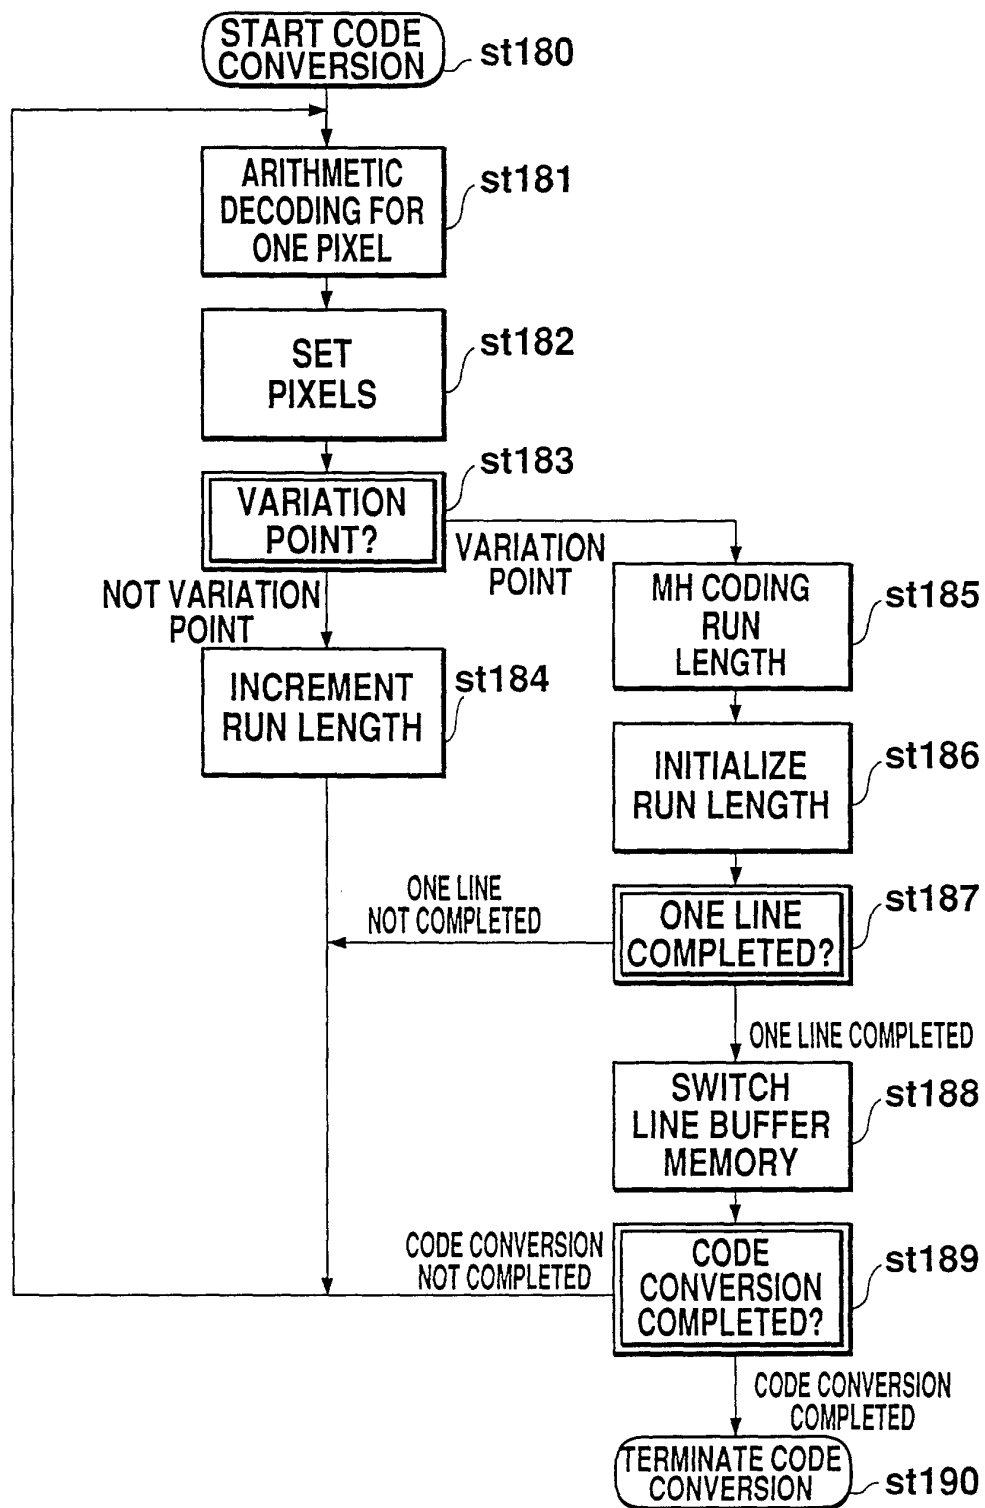 START CODE
CONVERSION
st180
ARITHMETIC
DECODING FOR
ONE PIXEL
st181
SET
PIXELS
st182
VARIATION
POINT?
st183
VARIATION
POINT
NOT VARIATION
POINT
INCREMENT
RUN LENGTH
st184
MH CODING
RUN
LENGTH
st185
INITIALIZE
RUN LENGTH
st186
ONE LINE
COMPLETED?
st187
ONE LINE
NOT COMPLETED
ONE LINE COMPLETED
SWITCH
LINE BUFFER
MEMORY
st188
CODE
CONVERSION
COMPLETED?
st189
CODE CONVERSION
NOT COMPLETED
CODE CONVERSION
COMPLETED
TERMINATE CODE
CONVERSION
st190